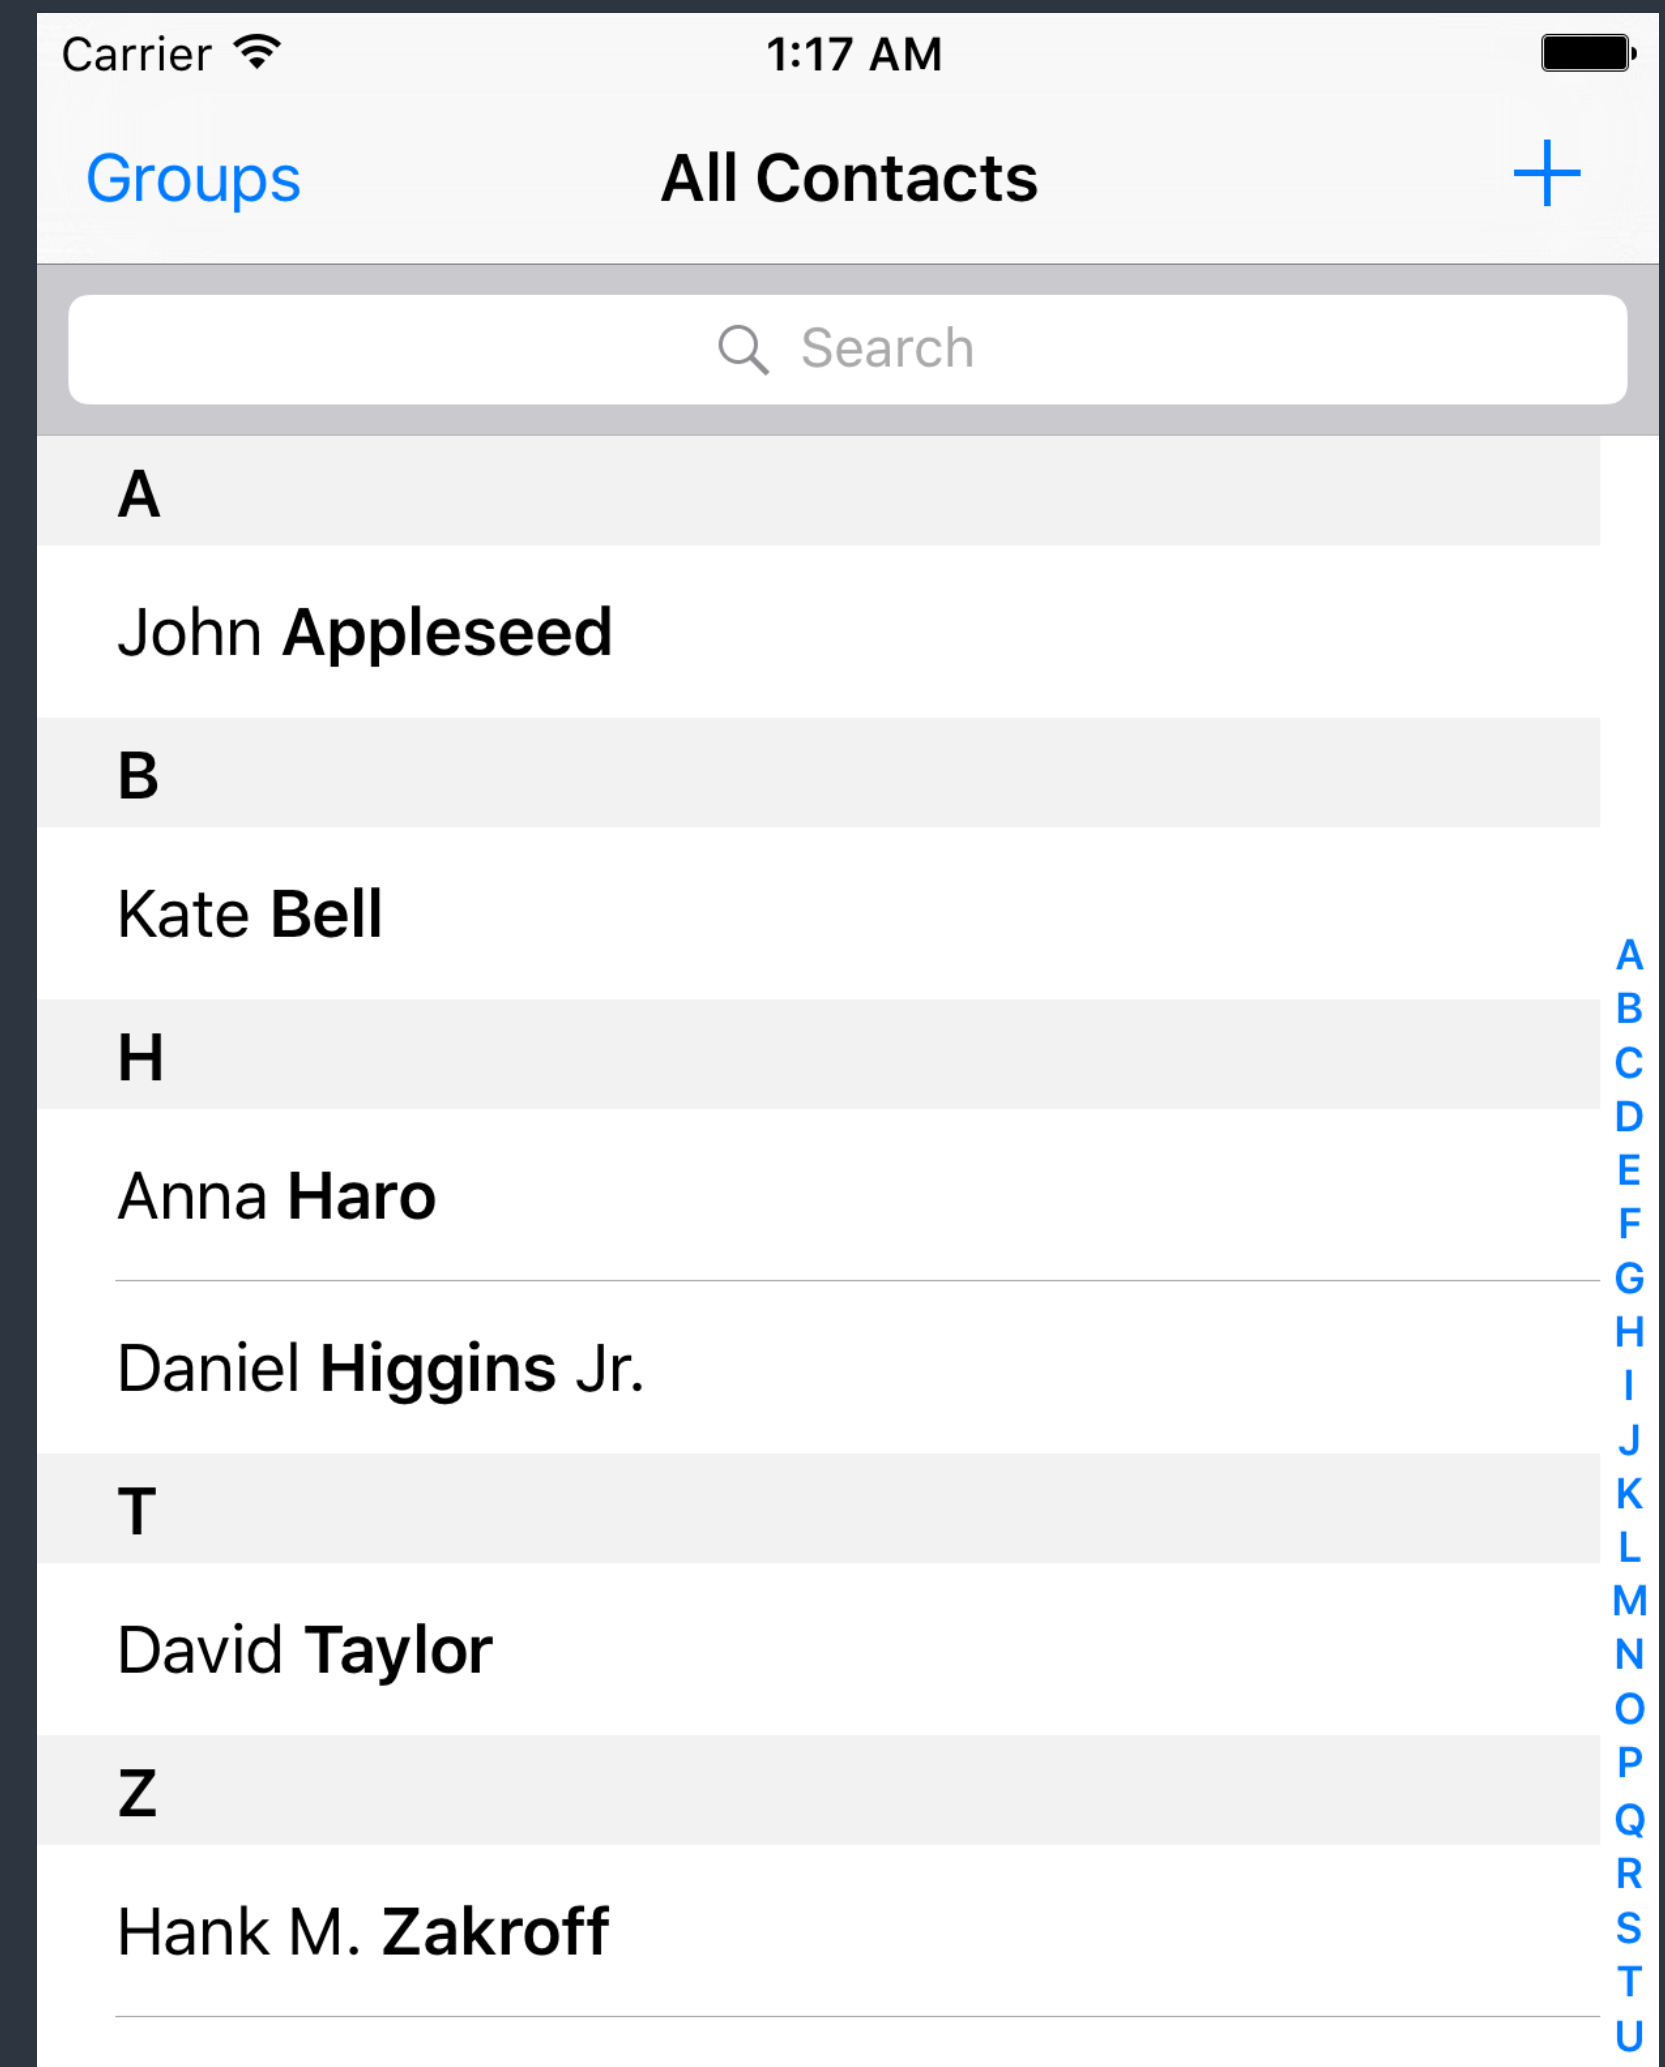 Carrier 1:17 AM
Groups All Contacts +
Search
A
John Appleseed
B
Kate Bell
H
Anna Haro
Daniel Higgins Jr.
T
David Taylor
Z
Hank M. Zakroff
A
B
C
D
E
F
G
H
I
J
K
L
M
N
O
P
Q
R
S
T
U